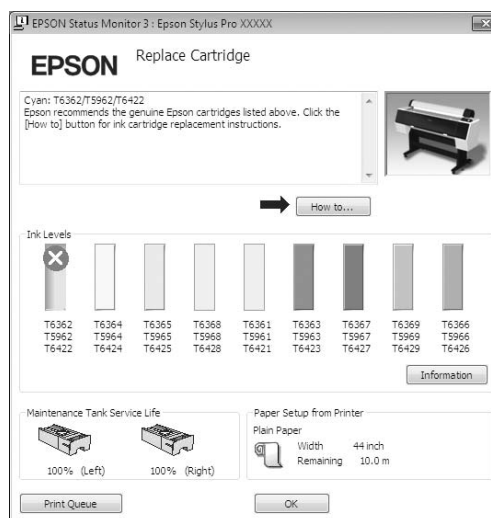 EPSON Status Monitor 3 : Epson Stylus Pro XXXXX
EPSON
Replace Cartridge
Cyan: T6362/T5962/T6422
Epson recommends the genuine Epson cartridges listed above. Click the
[How to] button for ink cartridge replacement instructions.
How to...
Ink Levels
T6362 T6364 T6365 T6368 T6361 T6363 T6367 T6369 T6366
T5962 T5964 T5965 T5968 T5961 T5963 T5967 T5969 T5966
T6422 T6424 T6425 T6428 T6421 T6423 T6427 T6429 T6426
Information
Maintenance Tank Service Life
100% (Left) 100% (Right)
Paper Setup from Printer
Plain Paper
Width 44 inch
Remaining 10.0 m
Print Queue
OK